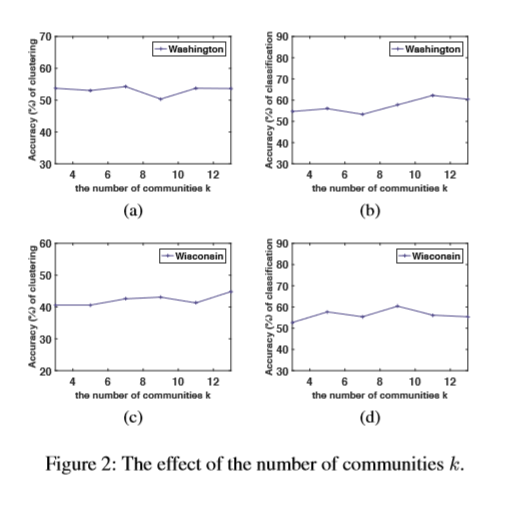 70
60
50
40
30
Accuracy (%) of clustering
Washington
4 6 8 10 12
the number of communities k
(a)
90
80
70
60
50
40
30
Accuracy (%) of classification
Washington
4 6 8 10 12
the number of communities k
(b)
60
50
40
30
20
Accuracy (%) of clustering
Wisconsin
4 6 8 10 12
the number of communities k
(c)
90
80
70
60
50
40
30
Accuracy (%) of classification
Wisconsin
4 6 8 10 12
the number of communities k
(d)
Figure 2: The effect of the number of communities k.